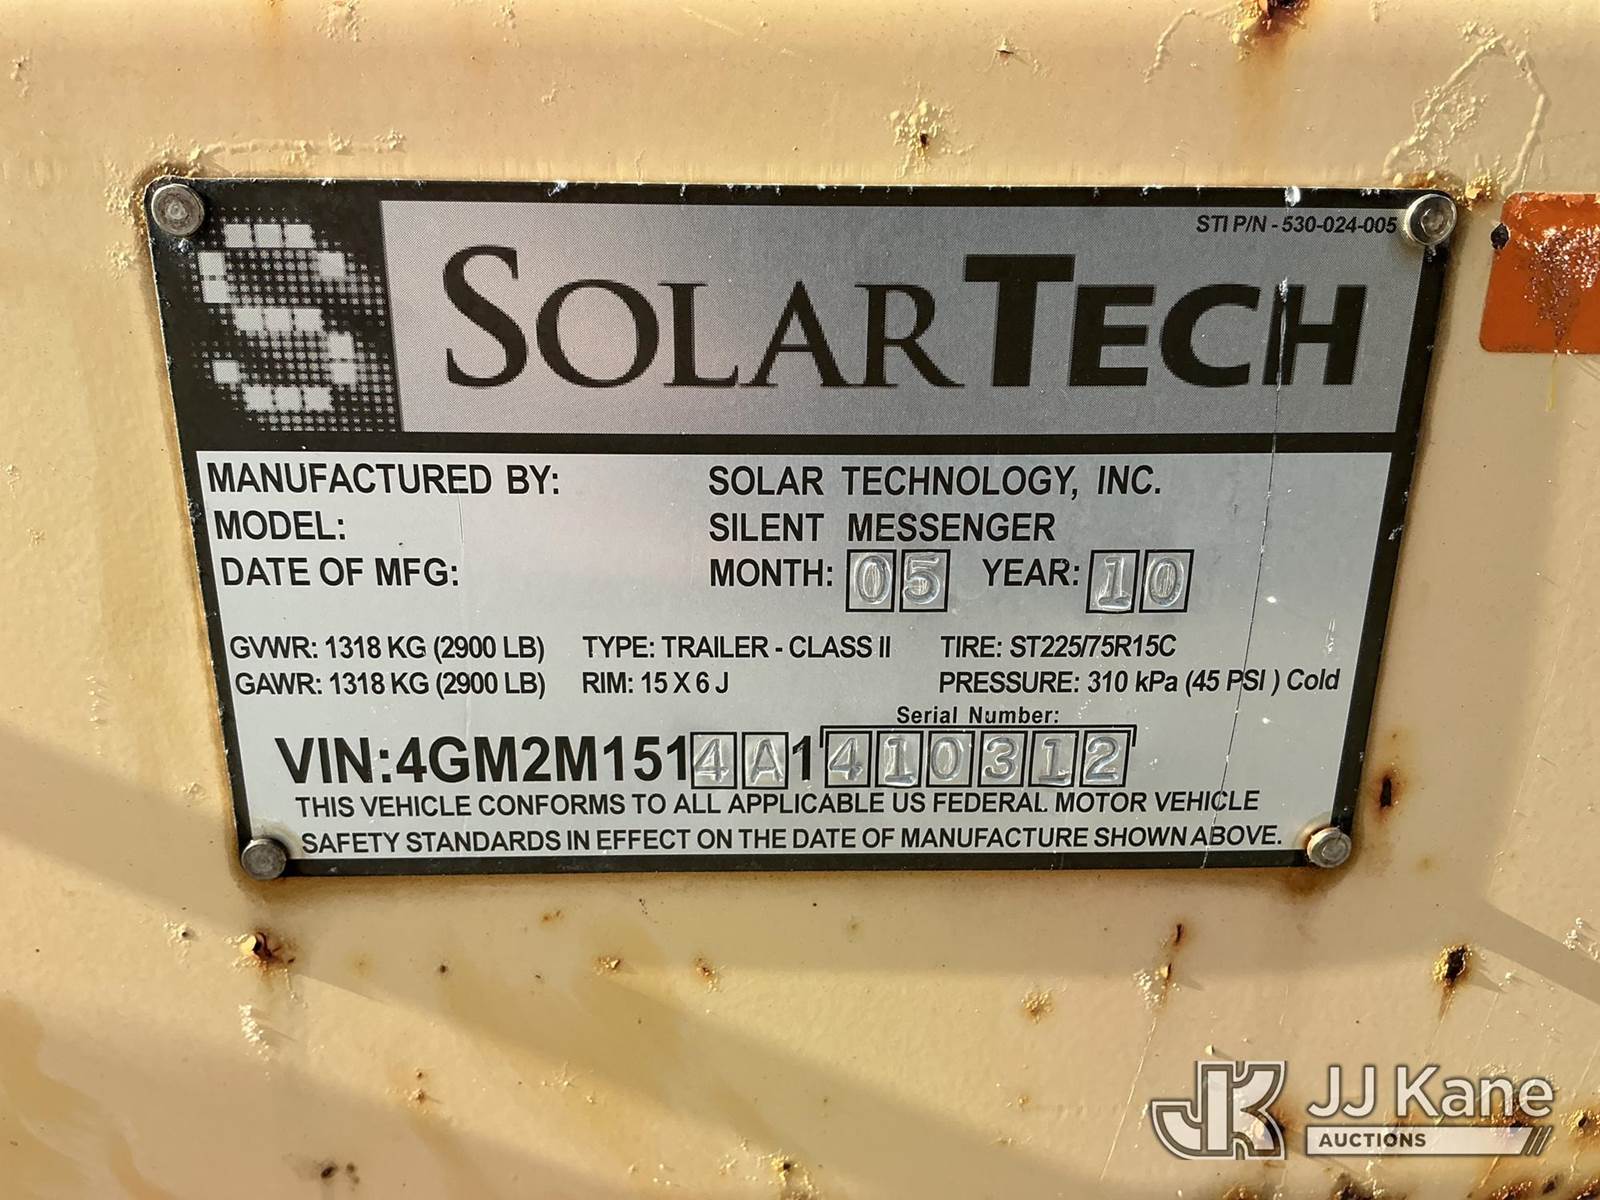 STI P/N - 530-024-005
SOLARTECH
MANUFACTURED BY: SOLAR TECHNOLOGY, INC.
MODEL: SILENT MESSENGER
DATE OF MFG: MONTH: 05 YEAR: 10
GVWR: 1318 KG (2900 LB) TYPE: TRAILER - CLASS II TIRE: ST225/75R15C
GAWR: 1318 KG (2900 LB) RIM: 15 X 6 J PRESSURE: 310 kPa (45 PSI ) Cold
Serial Number:
VIN:4GM2M1514A1410312
THIS VEHICLE CONFORMS TO ALL APPLICABLE US FEDERAL MOTOR VEHICLE
SAFETY STANDARDS IN EFFECT ON THE DATE OF MANUFACTURE SHOWN ABOVE.
JK JJ Kane
AUCTIONS